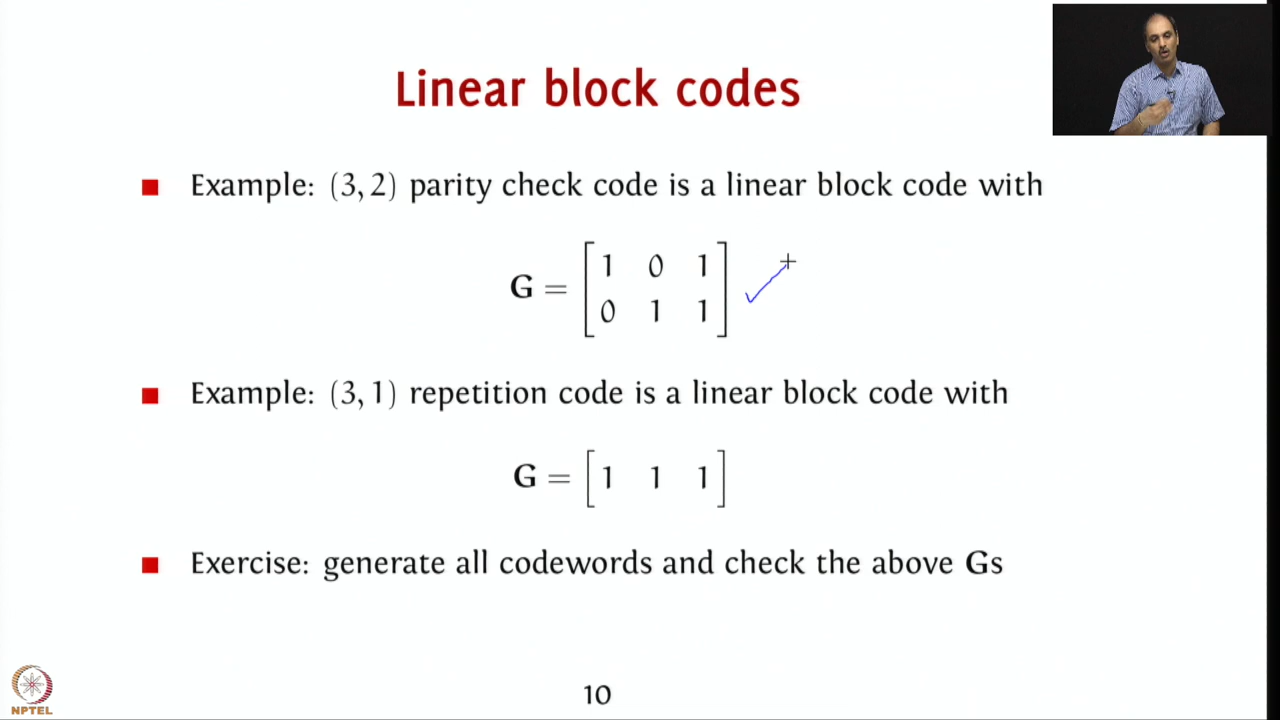 Linear block codes
Example: (3, 2) parity check code is a linear block code with
G = [1 0 1
0 1 1]
Example: (3, 1) repetition code is a linear block code with
G = [1 1 1]
Exercise: generate all codewords and check the above Gs
NPTEL
10